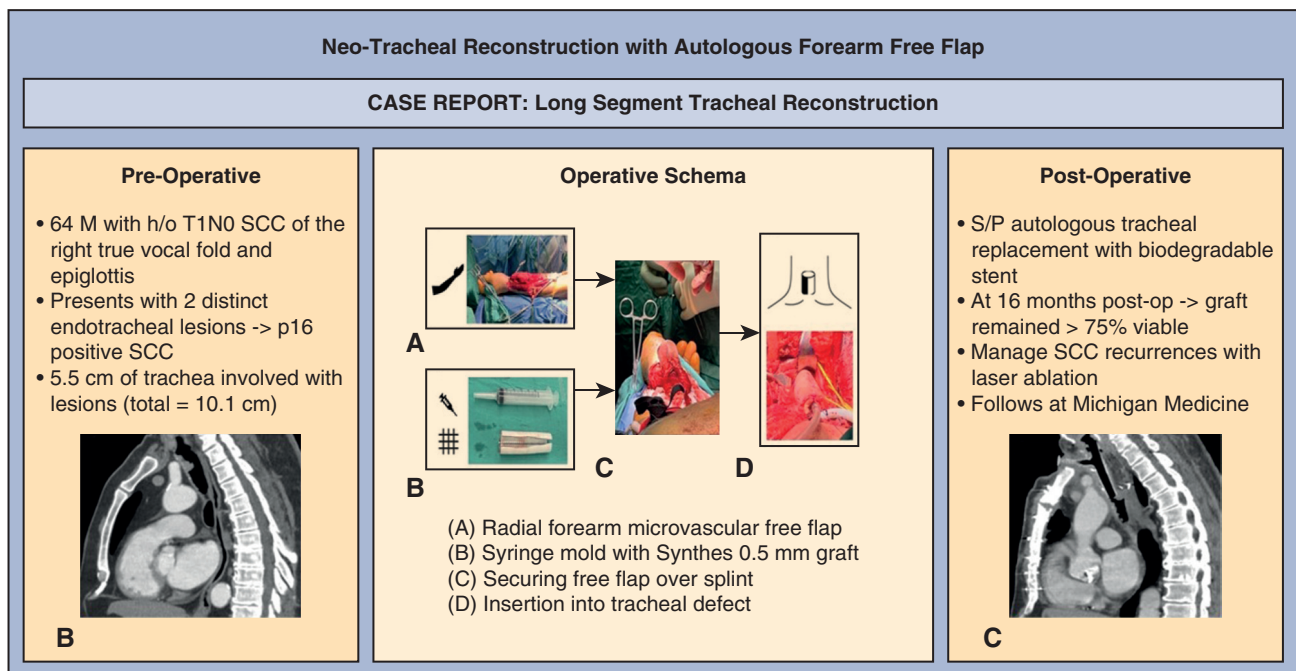 Neo-Tracheal Reconstruction with Autologous Forearm Free Flap
CASE REPORT: Long Segment Tracheal Reconstruction
Pre-Operative
• 64 M with h/o T1N0 SCC of the
right true vocal fold and
epiglottis
• Presents with 2 distinct
endotracheal lesions -> p16
positive SCC
• 5.5 cm of trachea involved with
lesions (total = 10.1 cm)
B
Operative Schema
A
B
C
D
(A) Radial forearm microvascular free flap
(B) Syringe mold with Synthes 0.5 mm graft
(C) Securing free flap over splint
(D) Insertion into tracheal defect
Post-Operative
• S/P autologous tracheal
replacement with biodegradable
stent
• At 16 months post-op -> graft
remained > 75% viable
• Manage SCC recurrences with
laser ablation
• Follows at Michigan Medicine
C